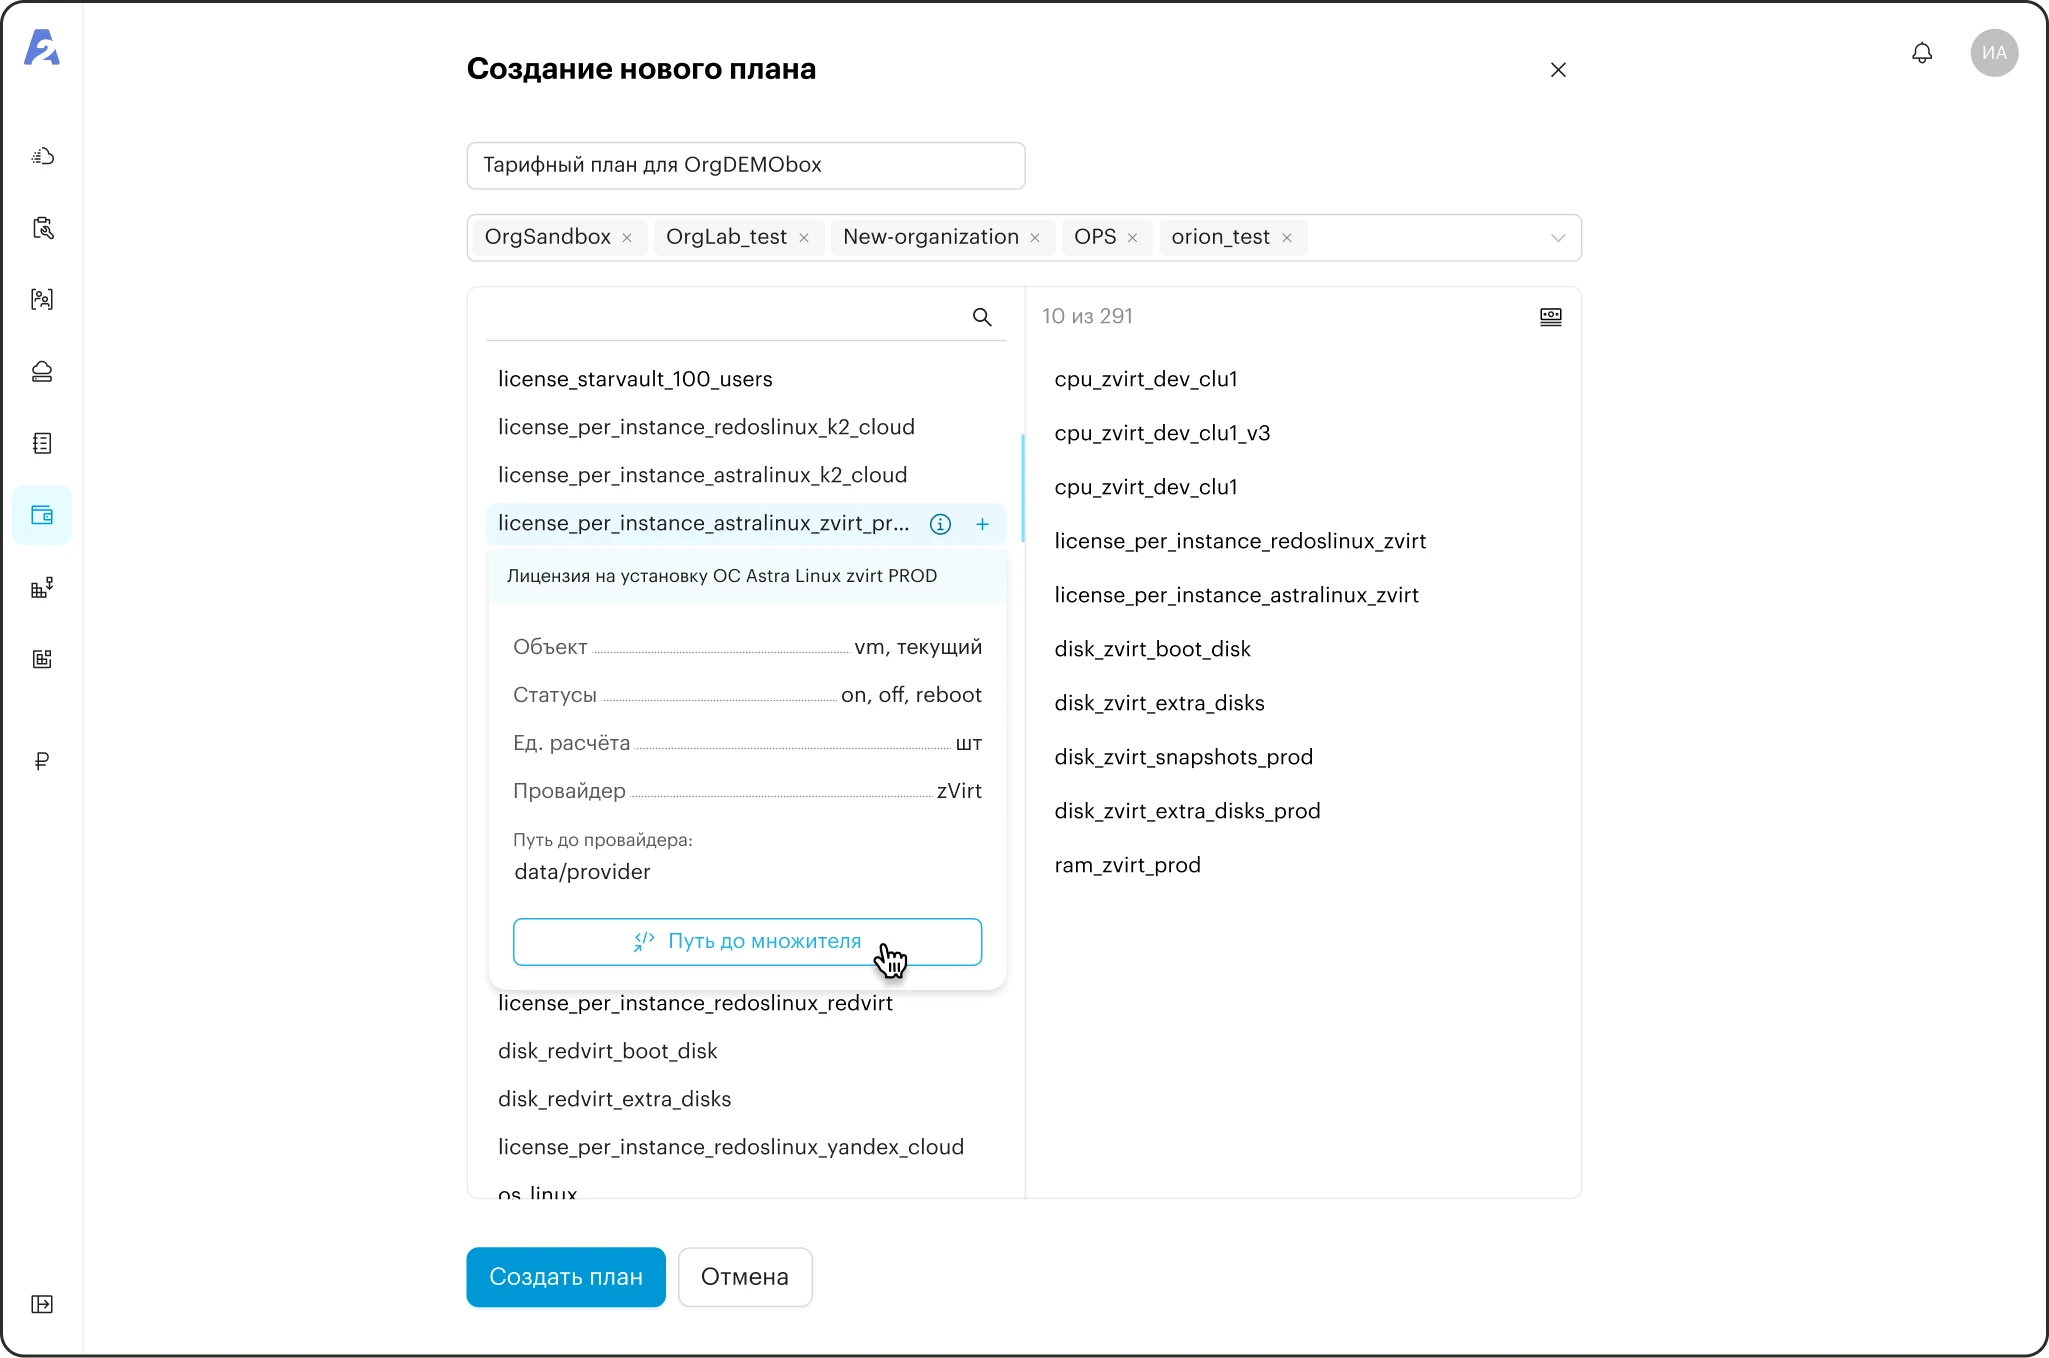 Создание нового плана
ИА
Тарифный план для OrgDEMObox
OrgSandbox × OrgLab_test × New-organization × OPS × orion_test ×
license_starvault_100_users
license_per_instance_redoslinux_k2_cloud
license_per_instance_astralinux_k2_cloud
license_per_instance_astralinux_zvirt_pr...
Лицензия на установку ОС Astra Linux zvirt PROD
Объект vm, текущий
Статусы on, off, reboot
Ед. расчёта шт
Провайдер zVirt
Путь до провайдера:
data/provider
Путь до множителя
license_per_instance_redoslinux_redvirt
disk_redvirt_boot_disk
disk_redvirt_extra_disks
license_per_instance_redoslinux_yandex_cloud
os_linux
10 из 291
cpu_zvirt_dev_clu1
cpu_zvirt_dev_clu1_v3
cpu_zvirt_dev_clu1
license_per_instance_redoslinux_zvirt
license_per_instance_astralinux_zvirt
disk_zvirt_boot_disk
disk_zvirt_extra_disks
disk_zvirt_snapshots_prod
disk_zvirt_extra_disks_prod
ram_zvirt_prod
Создать план
Отмена